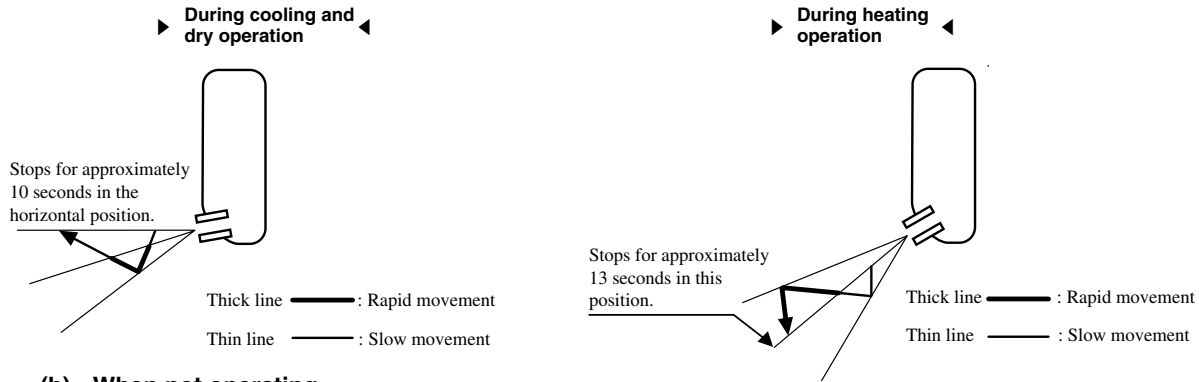 During cooling and
dry operation
Stops for approximately
10 seconds in the
horizontal position.
Thick line : Rapid movement
Thin line : Slow movement
During heating
operation
Stops for approximately
13 seconds in this
position.
Thick line : Rapid movement
Thin line : Slow movement
(b) When not operating